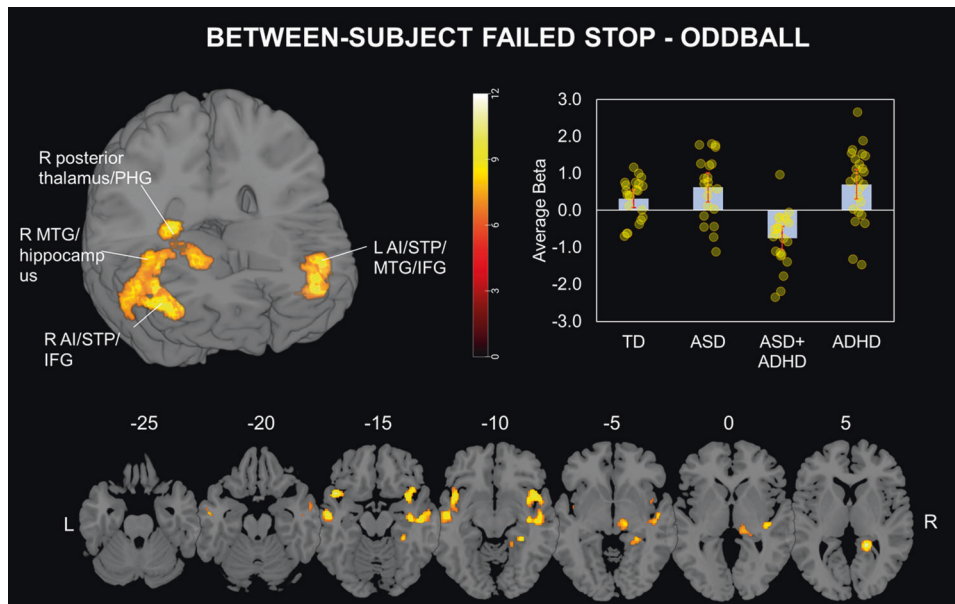 BETWEEN-SUBJECT FAILED STOP - ODDBALL
R posterior
thalamus/PHG
R MTG/
hippocamp
us
R AI/STP/
IFG
L AI/STP/
MTG/IFG
12
9
6
3
0
Average Beta
3.0
2.0
1.0
0.0
-1.0
-2.0
-3.0
TD
ASD
ASD+
ADHD
ADHD
-25
-20
-15
-10
-5
0
5
L
R